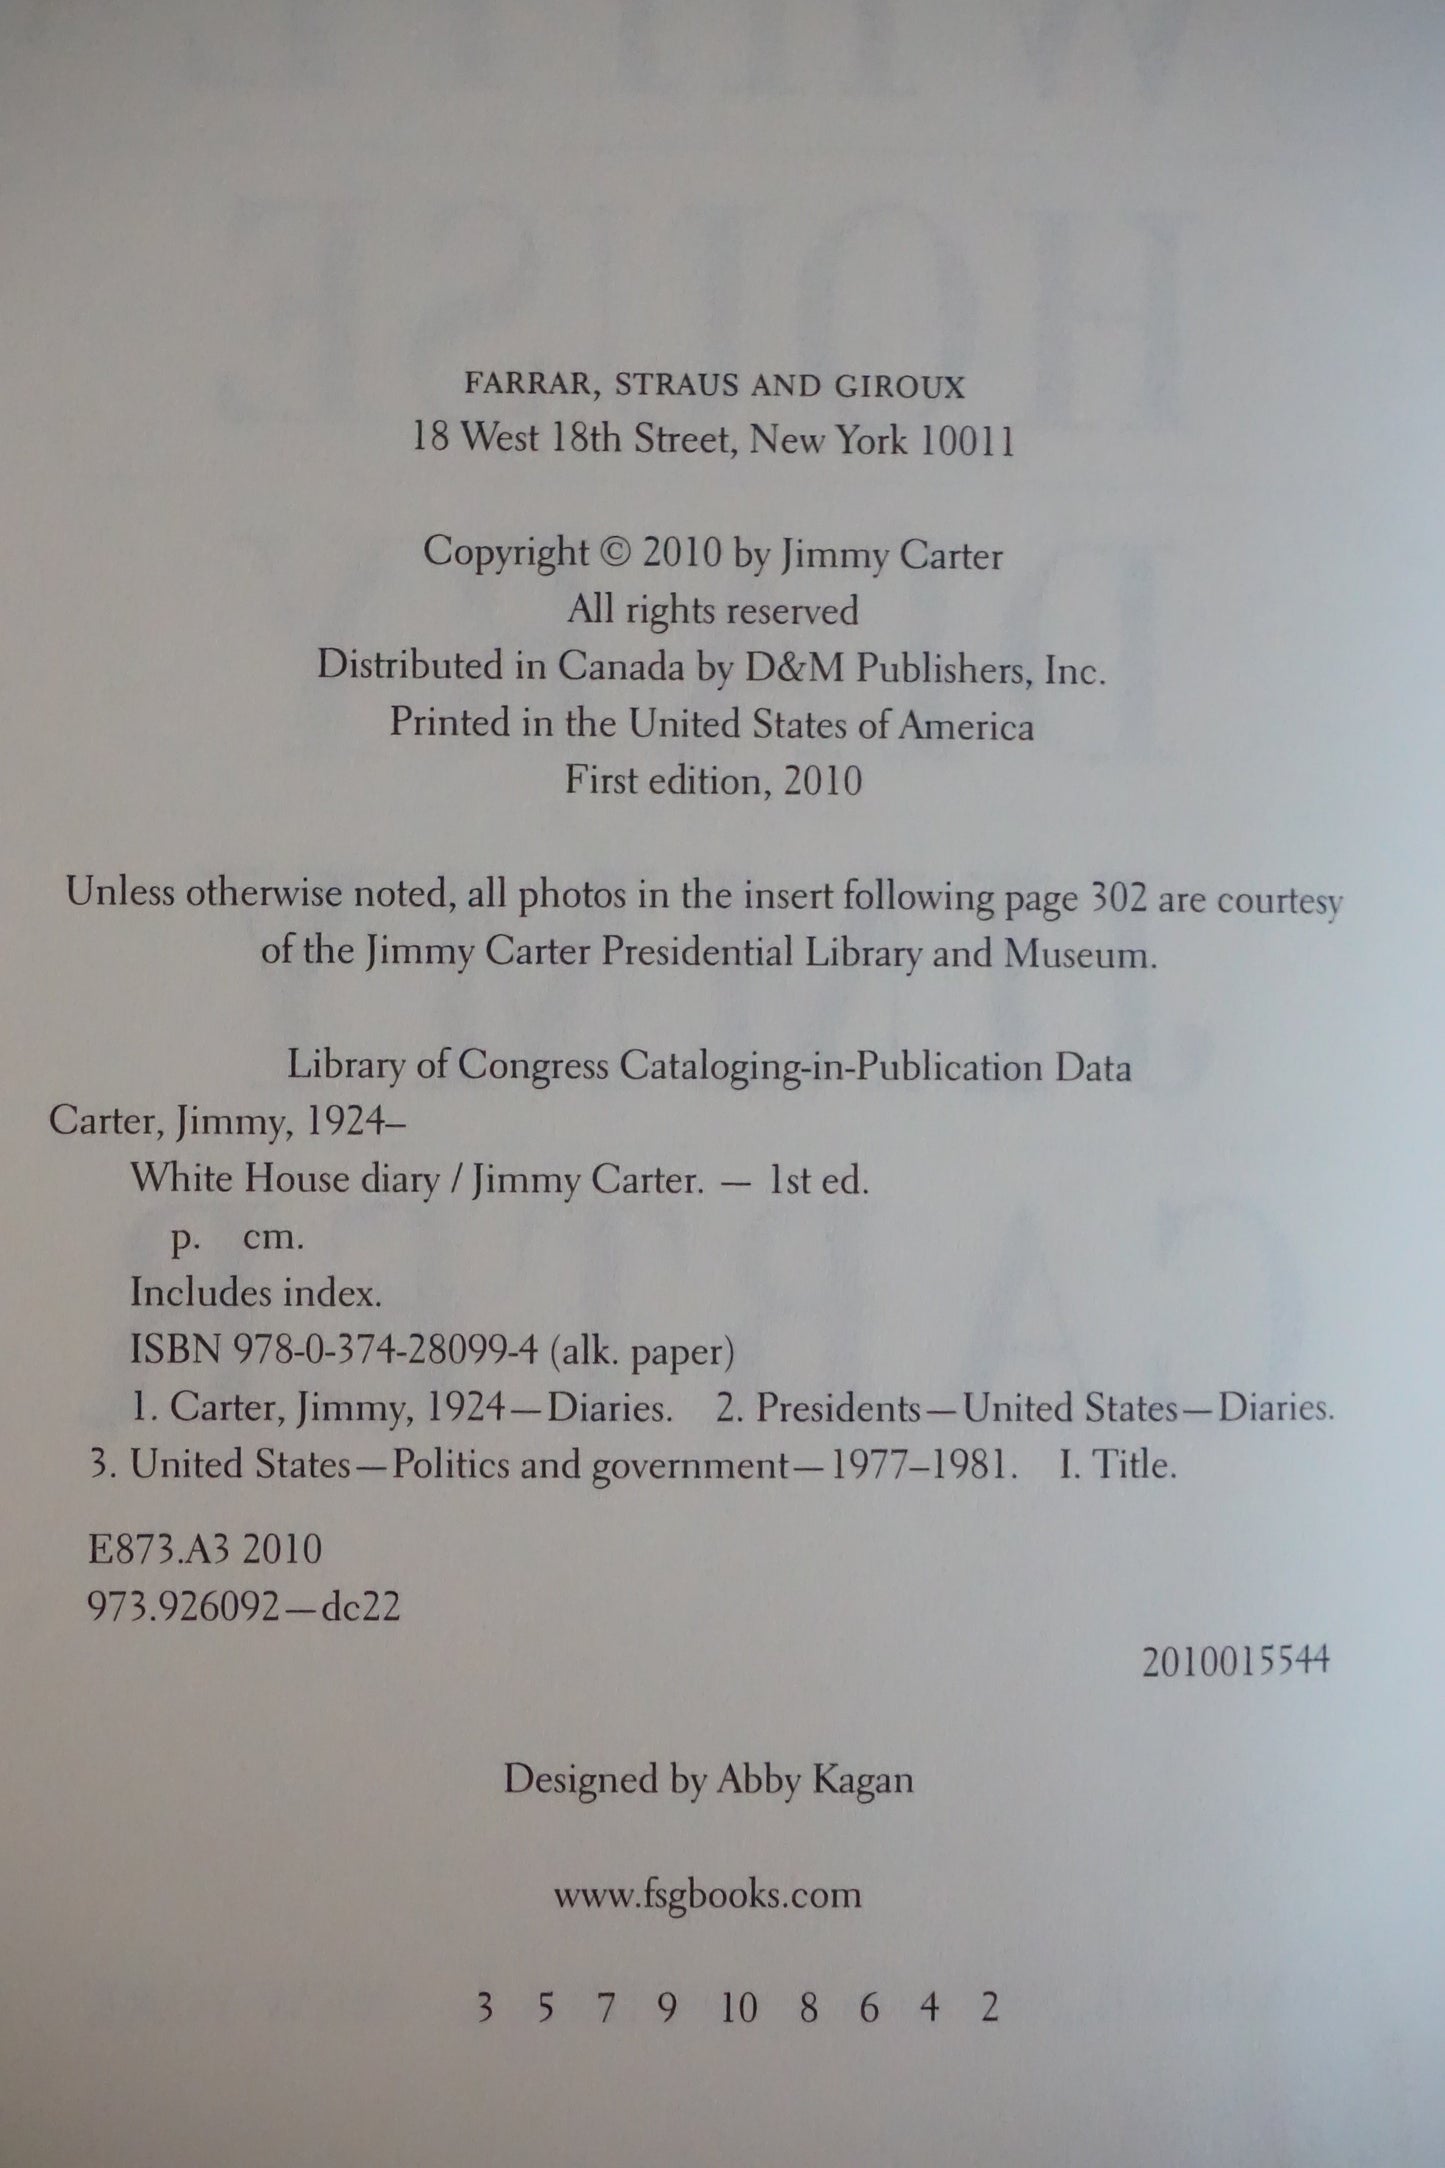 FARRAR, STRAUS AND GIROUX
18 West 18th Street, New York 10011
Copyright © 2010 by Jimmy Carter
All rights reserved
Distributed in Canada by D&M Publishers, Inc.
Printed in the United States of America
First edition, 2010
Unless otherwise noted, all photos in the insert following page 302 are courtesy
of the Jimmy Carter Presidential Library and Museum.
Library of Congress Cataloging-in-Publication Data
Carter, Jimmy, 1924–
White House diary / Jimmy Carter. — 1st ed.
p. cm.
Includes index.
ISBN 978-0-374-28099-4 (alk. paper)
1. Carter, Jimmy, 1924—Diaries. 2. Presidents—United States—Diaries.
3. United States—Politics and government—1977–1981. I. Title.
E873.A3 2010
973.926092—dc22
2010015544
Designed by Abby Kagan
www.fsgbooks.com
3 5 7 9 10 8 6 4 2